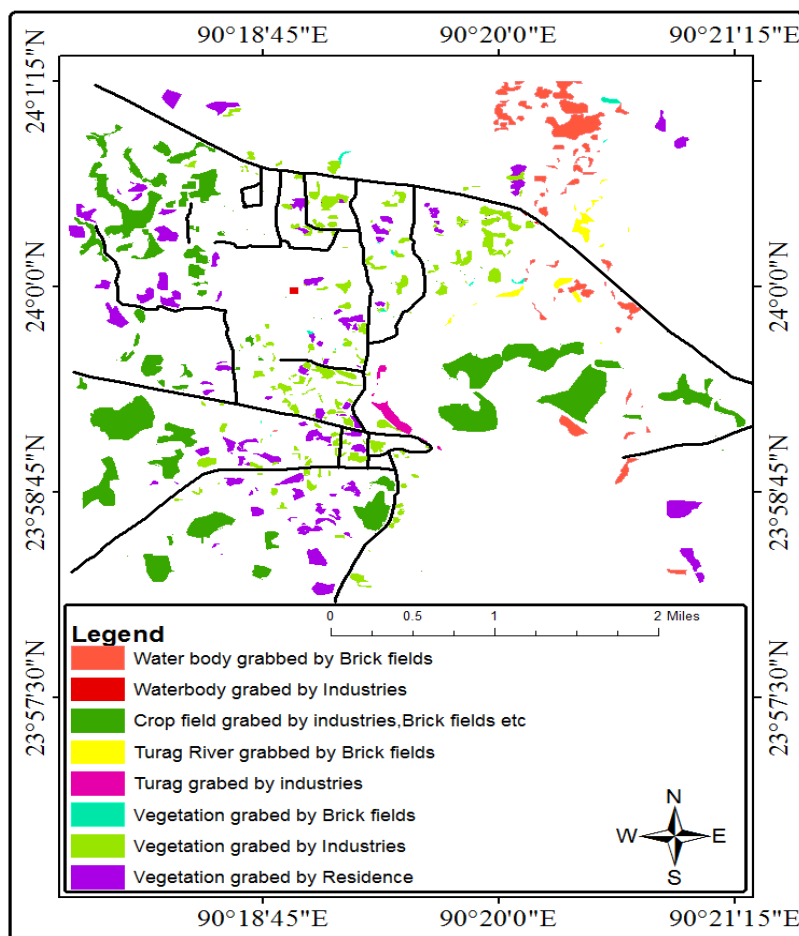 90°18'45"E 90°20'0"E 90°21'15"E
24°1'15"N 24°1'15"N
24°0'0"N 24°0'0"N
23°58'45"N 23°58'45"N
0 0.5 1 2 Miles
Legend
Water body grabbed by Brick fields
Waterbody grabed by Industries
Crop field grabed by industries,Brick fields etc
Turag River grabbed by Brick fields
Turag grabed by industries
Vegetation grabed by Brick fields
Vegetation grabed by Industries
Vegetation grabed by Residence
23°57'30"N 23°57'30"N
N
W E
S
90°18'45"E 90°20'0"E 90°21'15"E